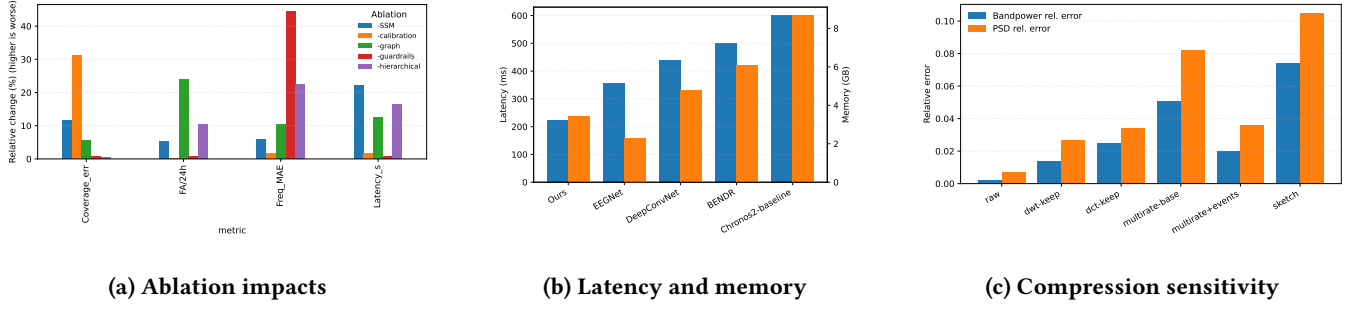 Relative change (%) (higher is worse)
40
30
20
10
0
Ablation
-SSM
-calibration
-graph
-guardrails
-hierarchical
Coverage_err
FA/24h
Freq_MAE
Latency_s
metric
(a) Ablation impacts
Latency (ms)
600
500
400
300
200
100
0
Memory (GB)
8
6
4
2
0
Ours
EEGNet
DeepConvNet
BENDR
Chronos2-baseline
(b) Latency and memory
Relative error
0.10
0.08
0.06
0.04
0.02
0.00
Bandpower rel. error
PSD rel. error
raw
dwt-keep
dct-keep
multirate-base
multirate+events
sketch
(c) Compression sensitivity